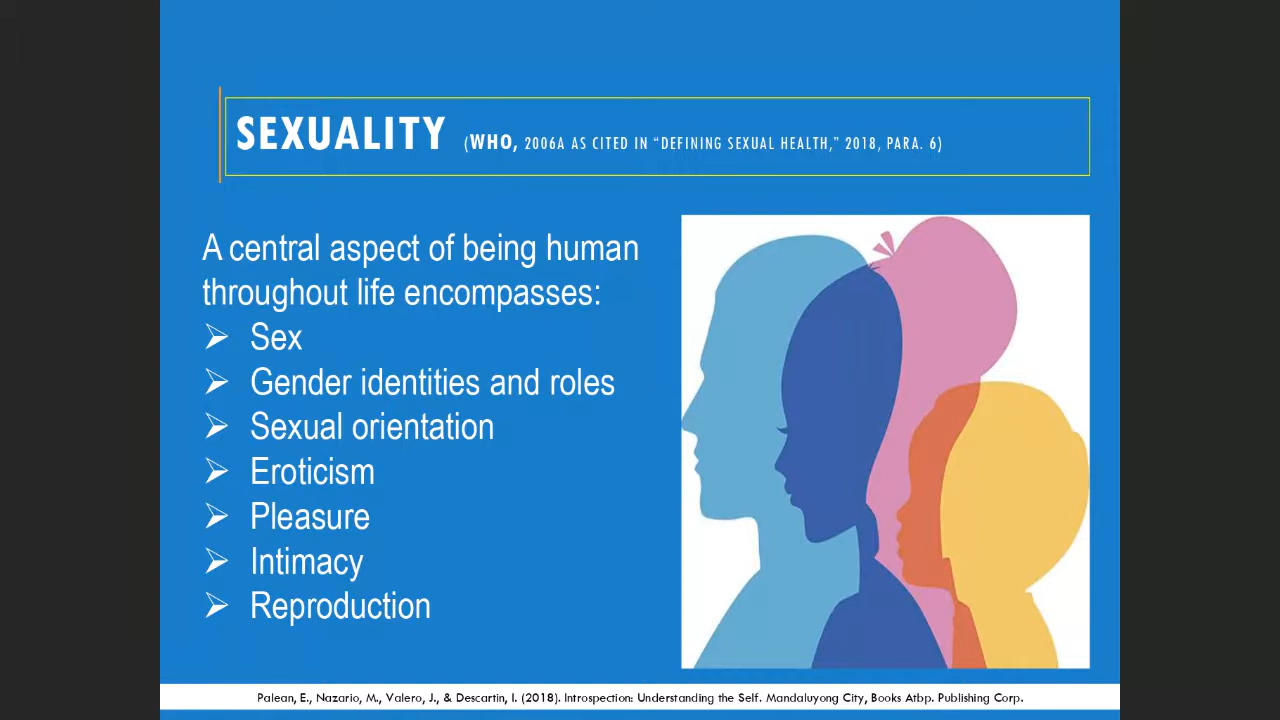 SEXUALITY (WHO, 2006A AS CITED IN “DEFINING SEXUAL HEALTH,” 2018, PARA. 6)
A central aspect of being human
throughout life encompasses:
➢ Sex
➢ Gender identities and roles
➢ Sexual orientation
➢ Eroticism
➢ Pleasure
➢ Intimacy
➢ Reproduction
Palean, E., Nazario, M., Valero, J., & Descartin, I. (2018). Introspection: Understanding the Self. Mandaluyong City, Books Atbp. Publishing Corp.